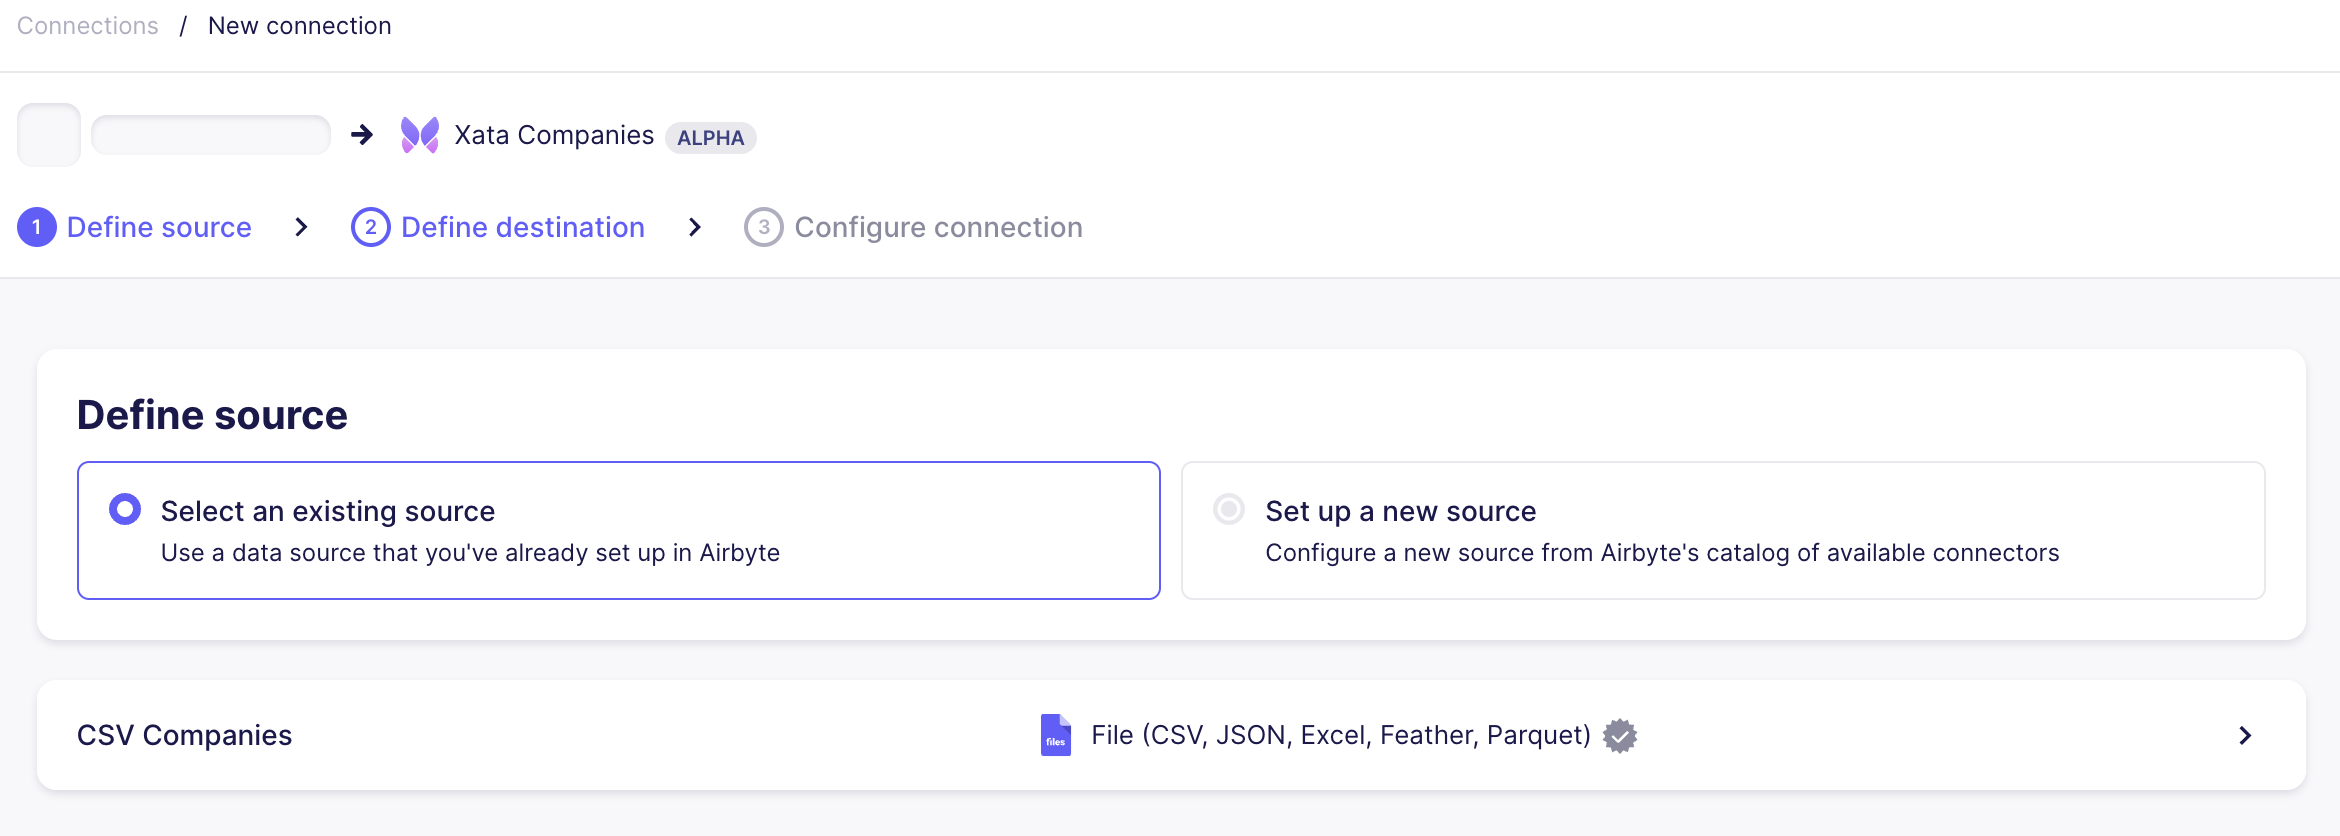 Connections / New connection
Xata Companies ALPHA
1 Define source > 2 Define destination > 3 Configure connection
Define source
Select an existing source
Use a data source that you've already set up in Airbyte
Set up a new source
Configure a new source from Airbyte's catalog of available connectors
CSV Companies
files File (CSV, JSON, Excel, Feather, Parquet)